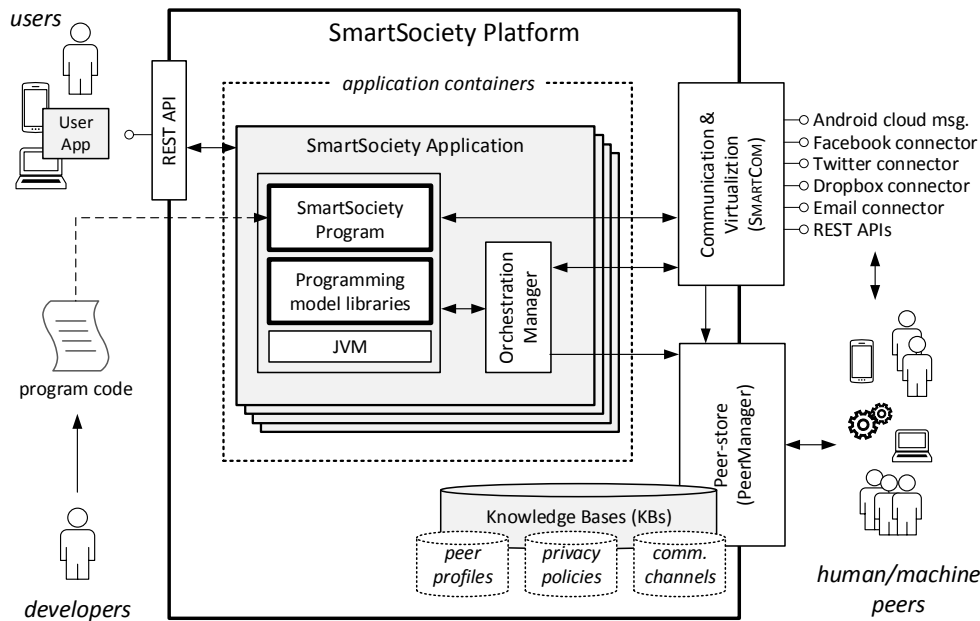 users
SmartSociety Platform
application containers
User
App
REST API
SmartSociety Application
SmartSociety
Program
Programming
model libraries
JVM
Orchestration
Manager
Communication &
Virtualiztion
(SMARTCOM)
Android cloud msg.
Facebook connector
Twitter connector
Dropbox connector
Email connector
REST APIs
program code
developers
Peer-store
(PeerManager)
Knowledge Bases (KBs)
peer
profiles
privacy
policies
comm.
channels
human/machine
peers